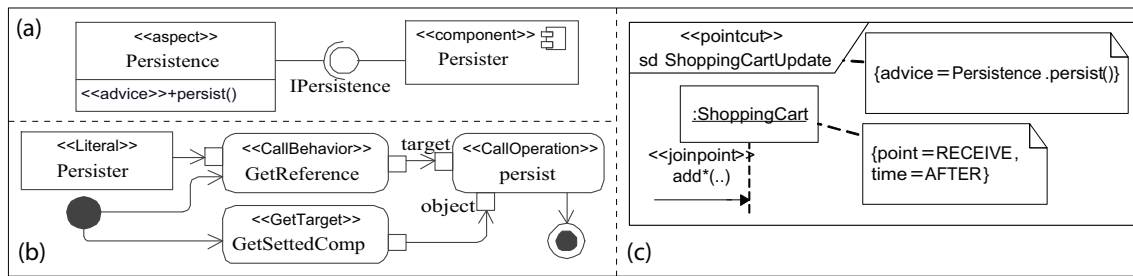 (a)
<<aspect>>
Persistence
<<advice>>+persist()
IPersistence
<<component>>
Persister
<<Literal>>
Persister
<<CallBehavior>>
GetReference
target
<<CallOperation>>
persist
object
<<GetTarget>>
GetSettedComp
(b)
<<pointcut>>
sd ShoppingCartUpdate
{advice=Persistence.persist()}
:ShoppingCart
<<joinpoint>>
add*(..)
{point=RECEIVE,
time=AFTER}
(c)